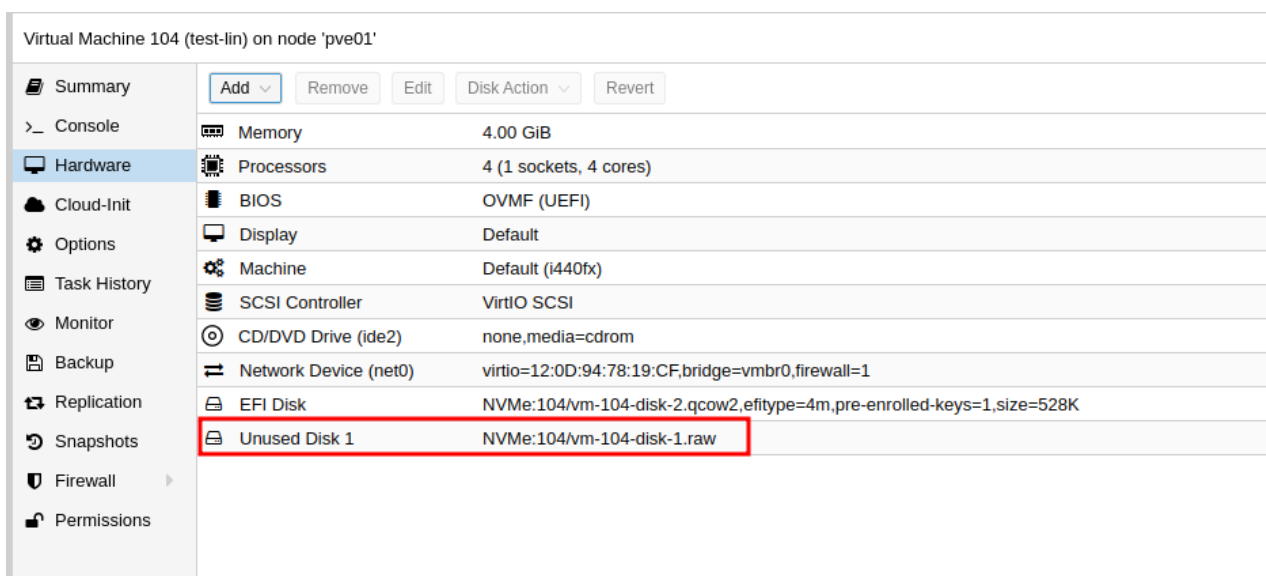 Virtual Machine 104 (test-lin) on node 'pve01'
Summary
Console
Hardware
Cloud-Init
Options
Task History
Monitor
Backup
Replication
Snapshots
Firewall
Permissions
Add Remove Edit Disk Action Revert
Memory 4.00 GiB
Processors 4 (1 sockets, 4 cores)
BIOS OVMF (UEFI)
Display Default
Machine Default (i440fx)
SCSI Controller VirtIO SCSI
CD/DVD Drive (ide2) none,media=cdrom
Network Device (net0) virtio=12:0D:94:78:19:CF,bridge=vmbr0,firewall=1
EFI Disk NVMe:104/vm-104-disk-2.qcow2,efitype=4m,pre-enrolled-keys=1,size=528K
Unused Disk 1 NVMe:104/vm-104-disk-1.raw